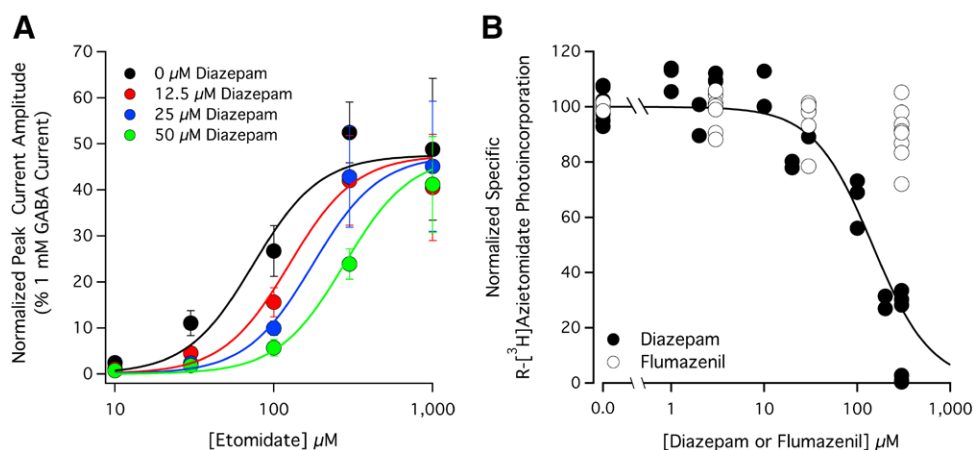 A
Normalized Peak Current Amplitude
(% 1 mM GABA Current)
70
60
50
40
30
20
10
0
0 μM Diazepam
12.5 μM Diazepam
25 μM Diazepam
50 μM Diazepam
10
100
1,000
[Etomidate] μM
B
Normalized Specific
R-[³H]Azietomidate Photoincorporation
120
100
80
60
40
120
0
Diazepam
Flumazenil
0.0
1
10
100
1,000
[Diazepam or Flumazenil] μM